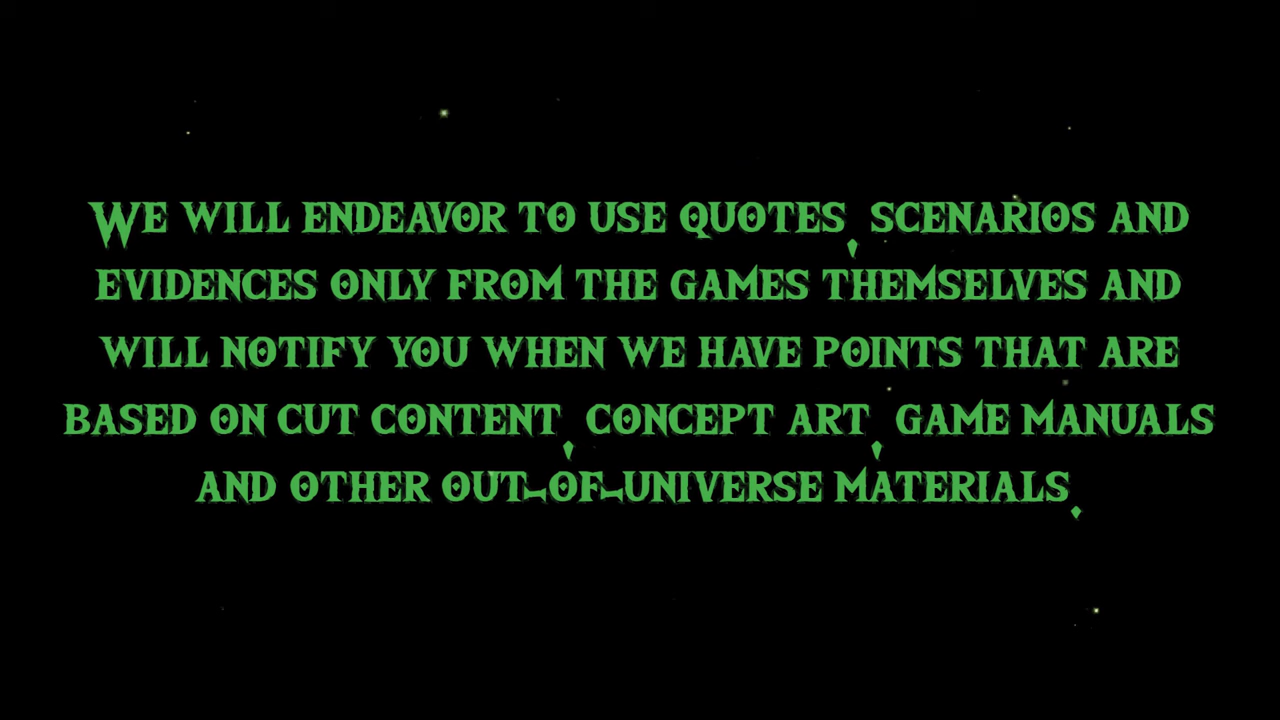 We will endeavor to use quotes, scenarios and
evidences only from the games themselves and
will notify you when we have points that are
based on cut content, concept art, game manuals
and other out-of-universe materials.